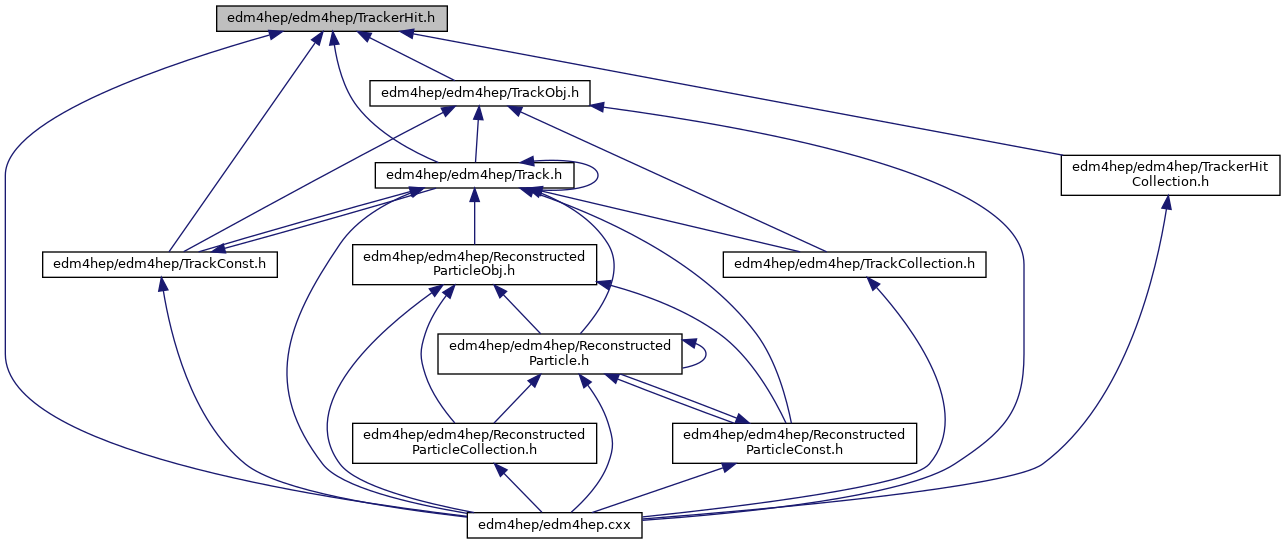 edm4hep/edm4hep/TrackerHit.h
edm4hep/edm4hep/TrackObj.h
edm4hep/edm4hep/Track.h
edm4hep/edm4hep/TrackerHit
Collection.h
edm4hep/edm4hep/TrackConst.h
edm4hep/edm4hep/Reconstructed
ParticleObj.h
edm4hep/edm4hep/TrackCollection.h
edm4hep/edm4hep/Reconstructed
Particle.h
edm4hep/edm4hep/Reconstructed
ParticleCollection.h
edm4hep/edm4hep/Reconstructed
ParticleConst.h
edm4hep/edm4hep.cxx